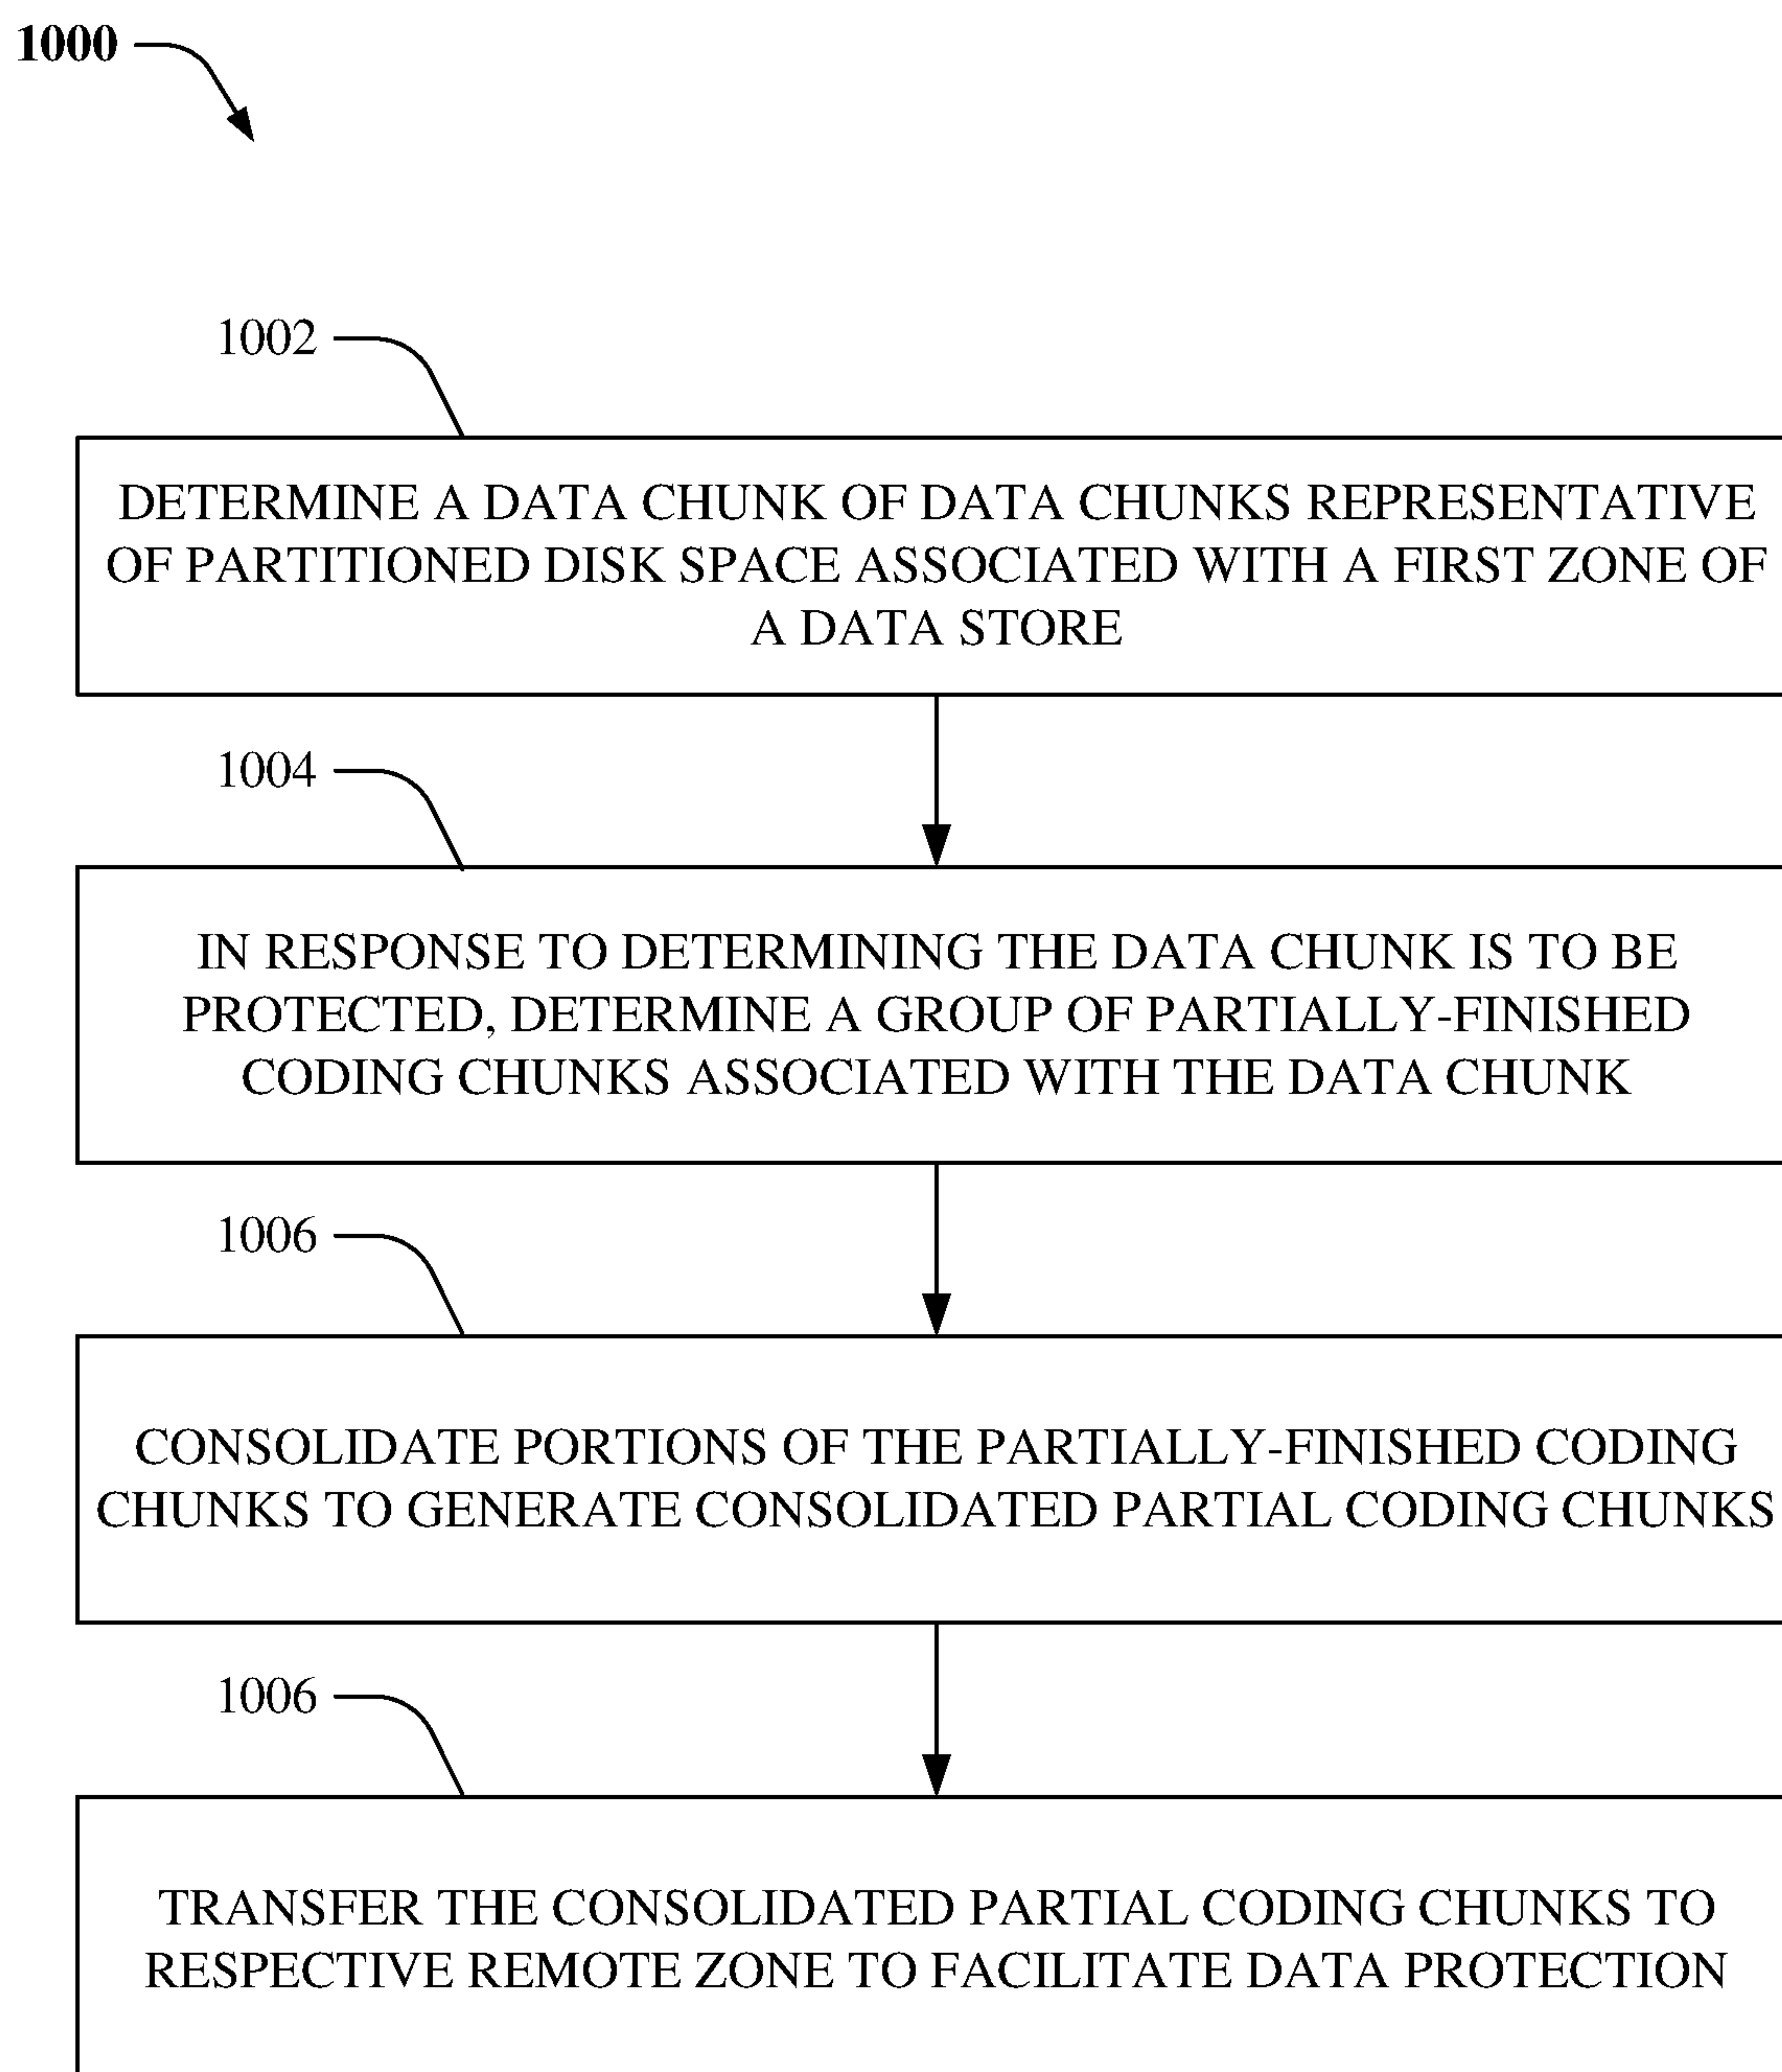 1000
1002
DETERMINE A DATA CHUNK OF DATA CHUNKS REPRESENTATIVE
OF PARTITIONED DISK SPACE ASSOCIATED WITH A FIRST ZONE OF
A DATA STORE
1004
IN RESPONSE TO DETERMINING THE DATA CHUNK IS TO BE
PROTECTED, DETERMINE A GROUP OF PARTIALLY-FINISHED
CODING CHUNKS ASSOCIATED WITH THE DATA CHUNK
1006
CONSOLIDATE PORTIONS OF THE PARTIALLY-FINISHED CODING
CHUNKS TO GENERATE CONSOLIDATED PARTIAL CODING CHUNKS
1006
TRANSFER THE CONSOLIDATED PARTIAL CODING CHUNKS TO
RESPECTIVE REMOTE ZONE TO FACILITATE DATA PROTECTION